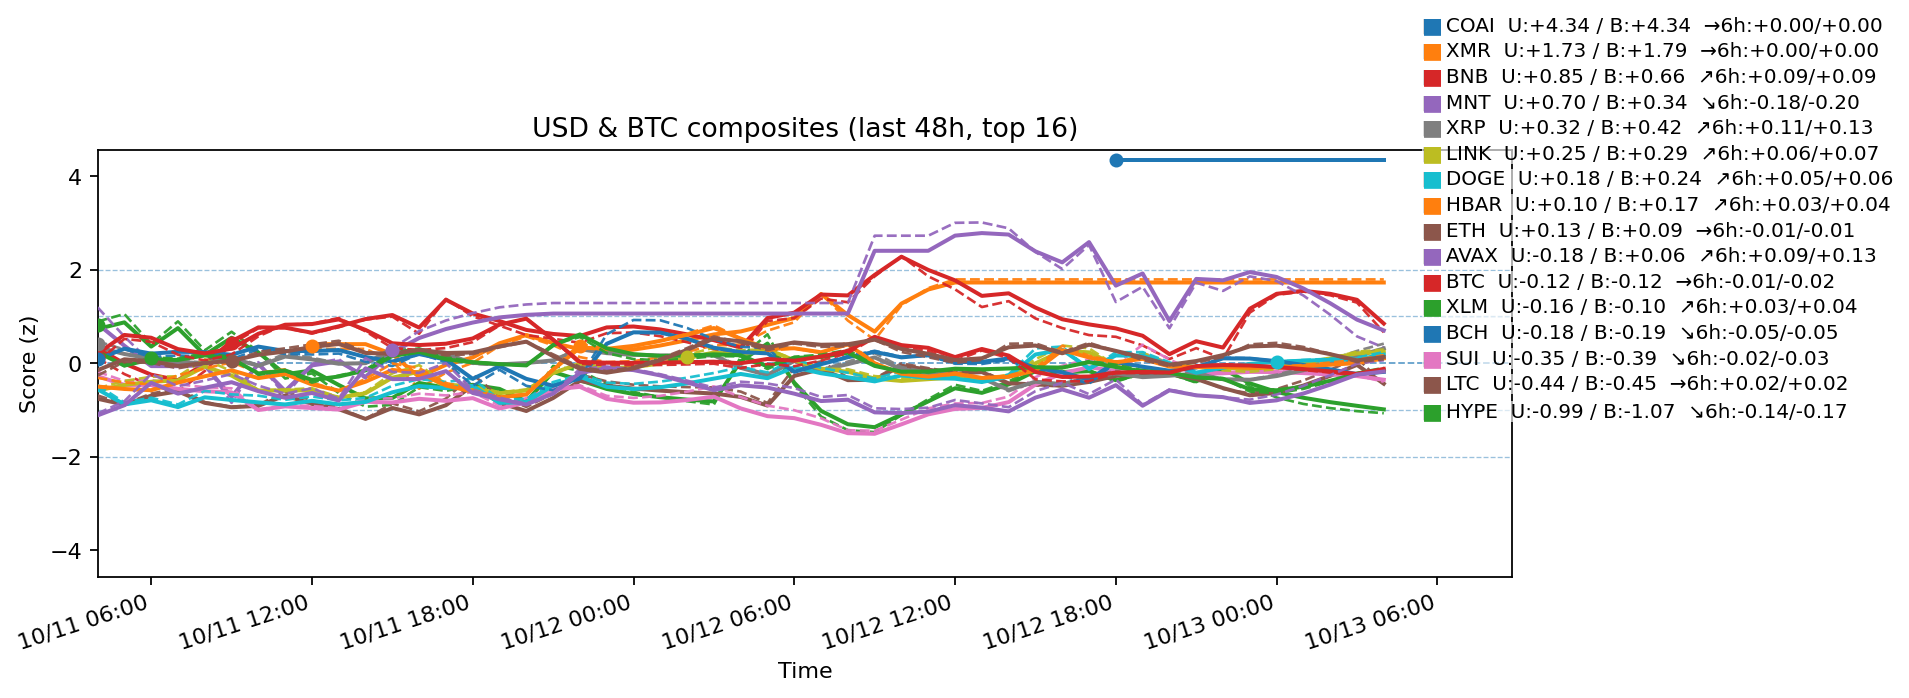 COAI  U:+4.34 / B:+4.34  →6h:+0.00/+0.00
XMR  U:+1.73 / B:+1.79  →6h:+0.00/+0.00
BNB  U:+0.85 / B:+0.66  ↗6h:+0.09/+0.09
MNT  U:+0.70 / B:+0.34  ↘6h:-0.18/-0.20
XRP  U:+0.32 / B:+0.42  ↗6h:+0.11/+0.13
LINK  U:+0.25 / B:+0.29  ↗6h:+0.06/+0.07
DOGE  U:+0.18 / B:+0.24  ↗6h:+0.05/+0.06
HBAR  U:+0.10 / B:+0.17  ↗6h:+0.03/+0.04
ETH  U:+0.13 / B:+0.09  →6h:-0.01/-0.01
AVAX  U:-0.18 / B:+0.06  ↗6h:+0.09/+0.13
BTC  U:-0.12 / B:-0.12  →6h:-0.01/-0.02
XLM  U:-0.16 / B:-0.10  ↗6h:+0.03/+0.04
BCH  U:-0.18 / B:-0.19  ↘6h:-0.05/-0.05
SUI  U:-0.35 / B:-0.39  ↘6h:-0.02/-0.03
LTC  U:-0.44 / B:-0.45  →6h:+0.02/+0.02
HYPE  U:-0.99 / B:-1.07  ↘6h:-0.14/-0.17
USD & BTC composites (last 48h, top 16)
Score (z)
4
2
0
−2
−4
10/11 06:00
10/11 12:00
10/11 18:00
10/12 00:00
10/12 06:00
10/12 12:00
10/12 18:00
10/13 00:00
10/13 06:00
Time